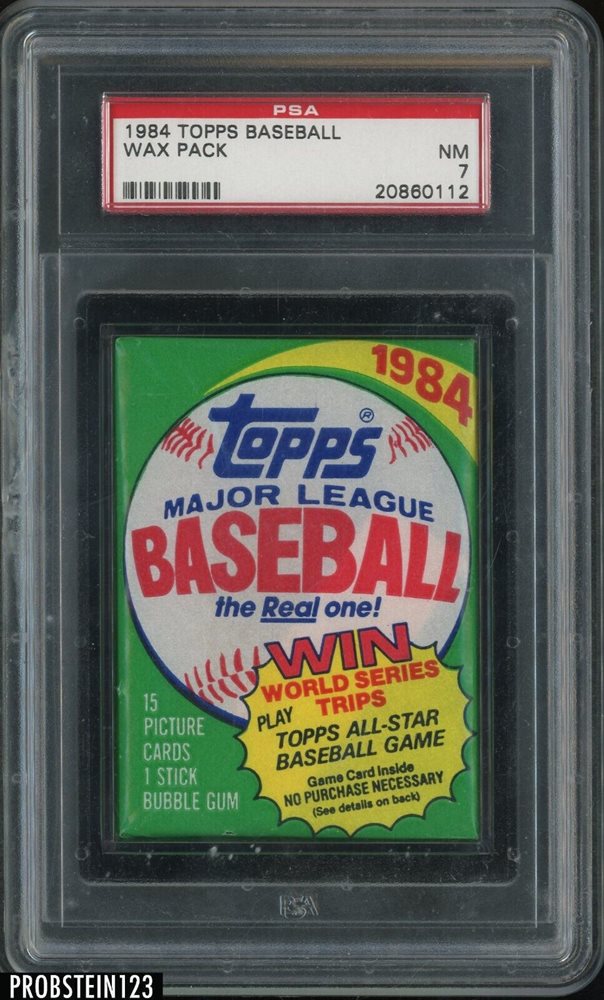 PSA
1984 TOPPS BASEBALL
WAX PACK
NM
7
20860112
1984
Topps®
MAJOR LEAGUE
BASEBALL
the Real one!
WIN
WORLD SERIES
TRIPS
PLAY
TOPPS ALL-STAR
BASEBALL GAME
Game Card Inside
NO PURCHASE NECESSARY
(See details on back)
15
PICTURE
CARDS
1 STICK
BUBBLE GUM
PSA
PROBSTEIN123